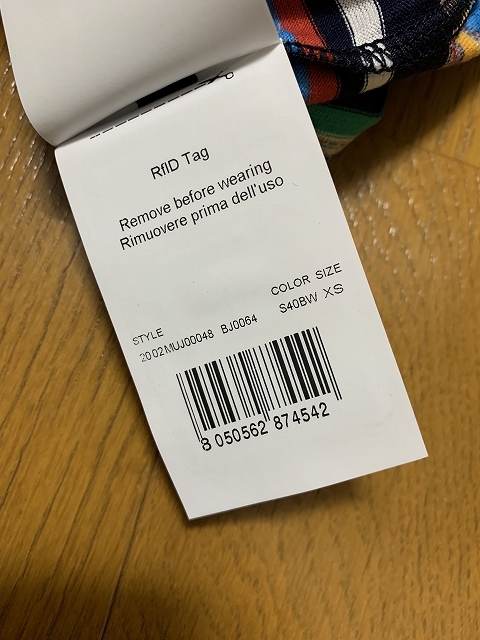 RfID Tag
Remove before wearing
Rimuovere prima dell'uso
COLOR SIZE
STYLE
2002MUJ00048 BJ0064 S40BW XS
8 050562 874542